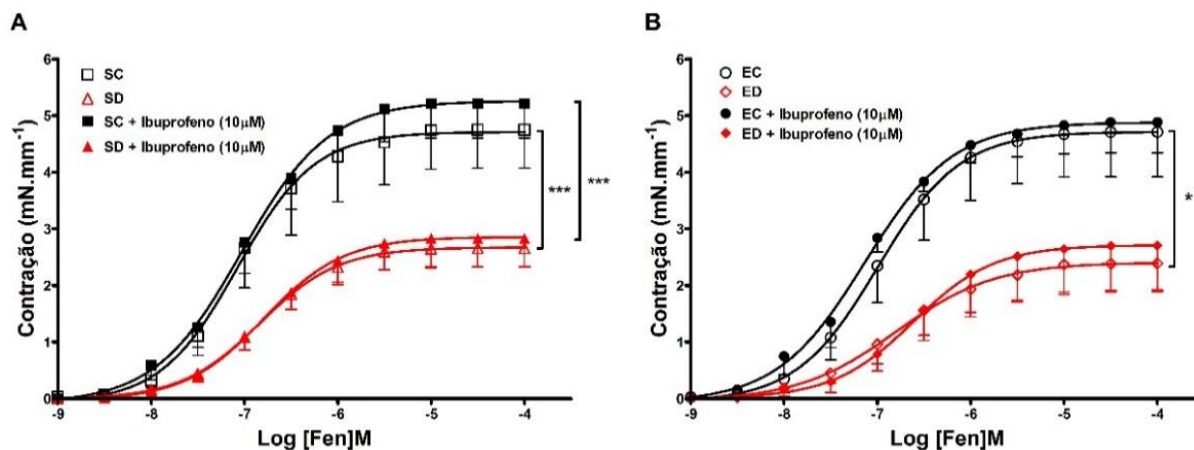 A
Contração (mN.mm-1)
6
5
4
3
2
1
0
SC
SD
SC + Ibuprofeno (10µM)
SD + Ibuprofeno (10µM)
***
***
-9 -8 -7 -6 -5 -4
Log [Fen]M
B
Contração (mN.mm-1)
6
5
4
3
2
1
0
EC
ED
EC + Ibuprofeno (10µM)
ED + Ibuprofeno (10µM)
*
-9 -8 -7 -6 -5 -4
Log [Fen]M